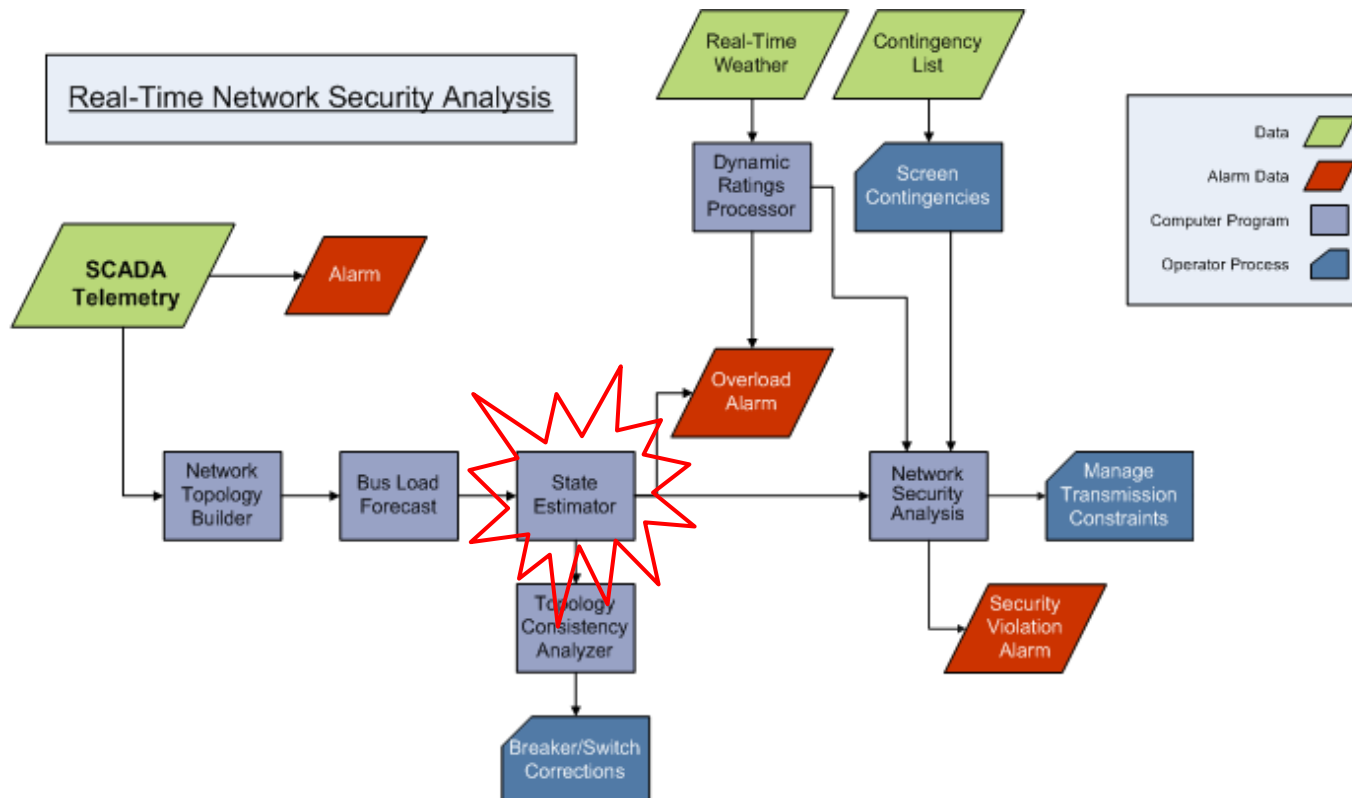 Real-Time
Weather
Contingency
List
Real-Time Network Security Analysis
Data
Alarm Data
Computer Program
Operator Process
Dynamic
Ratings
Processor
Screen
Contingencies
SCADA
Telemetry
Alarm
Overload
Alarm
Network
Topology
Builder
Bus Load
Forecast
State
Estimator
Network
Security
Analysis
Manage
Transmission
Constraints
Topology
Consistency
Analyzer
Security
Violation
Alarm
Breaker/Switch
Corrections